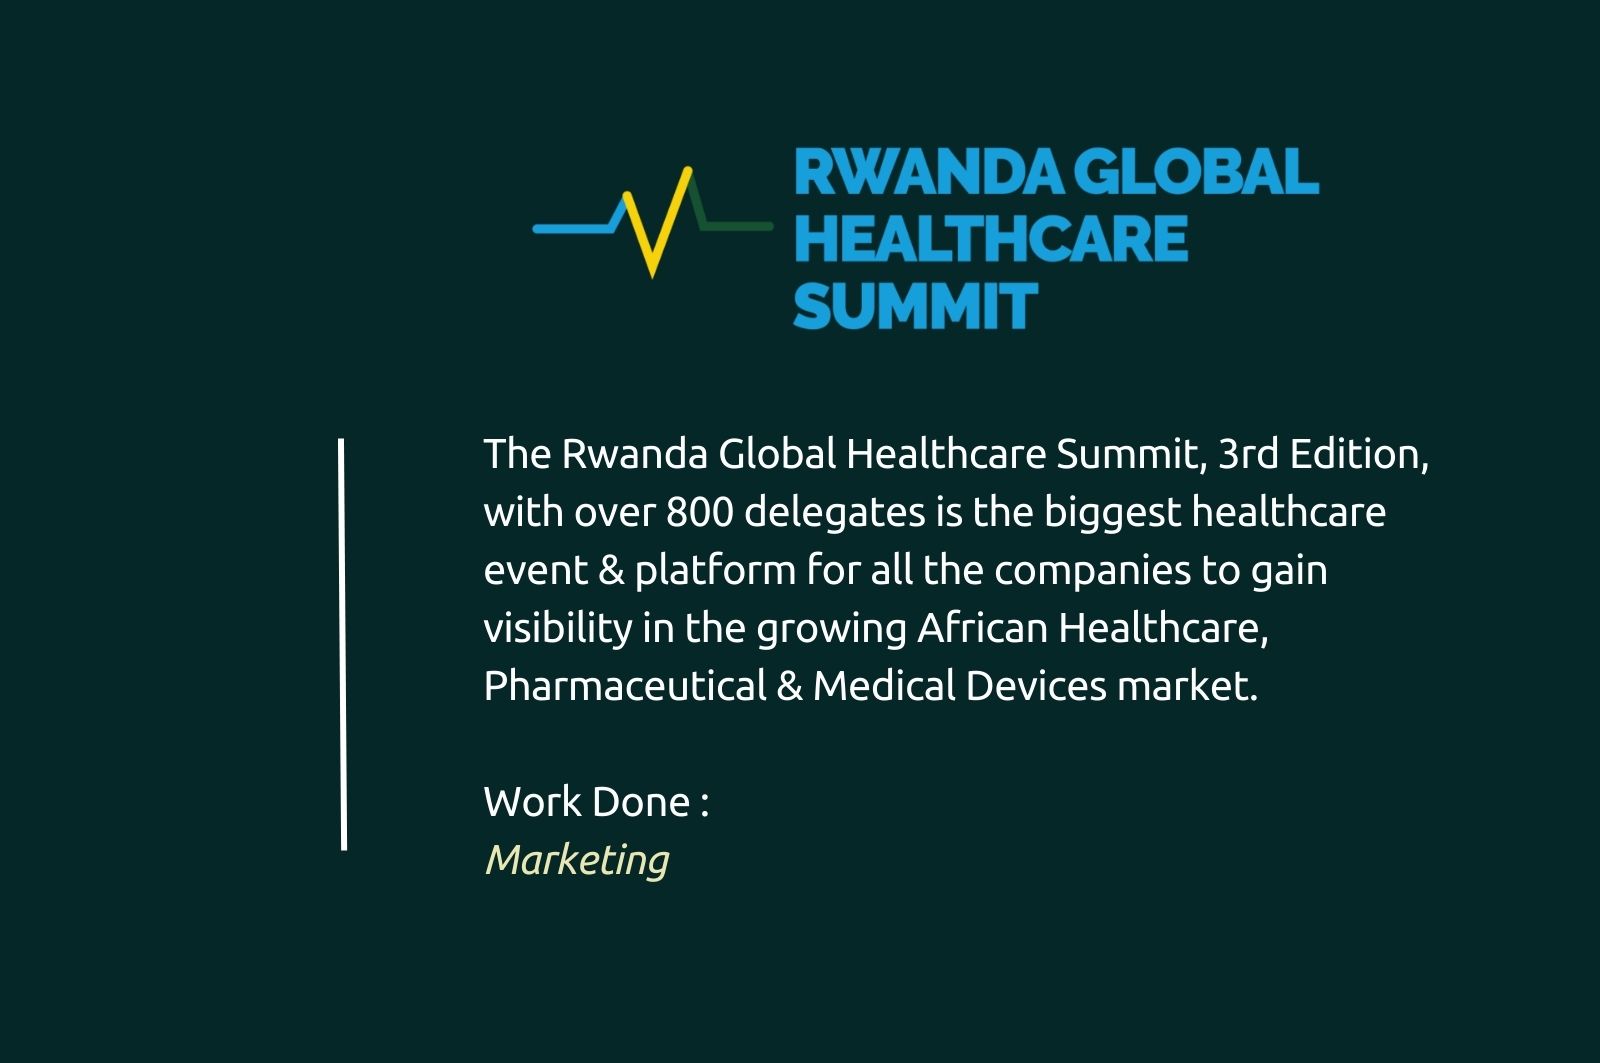 RWANDA GLOBAL
HEALTHCARE
SUMMIT
The Rwanda Global Healthcare Summit, 3rd Edition,
with over 800 delegates is the biggest healthcare
event & platform for all the companies to gain
visibility in the growing African Healthcare,
Pharmaceutical & Medical Devices market.
Work Done :
Marketing